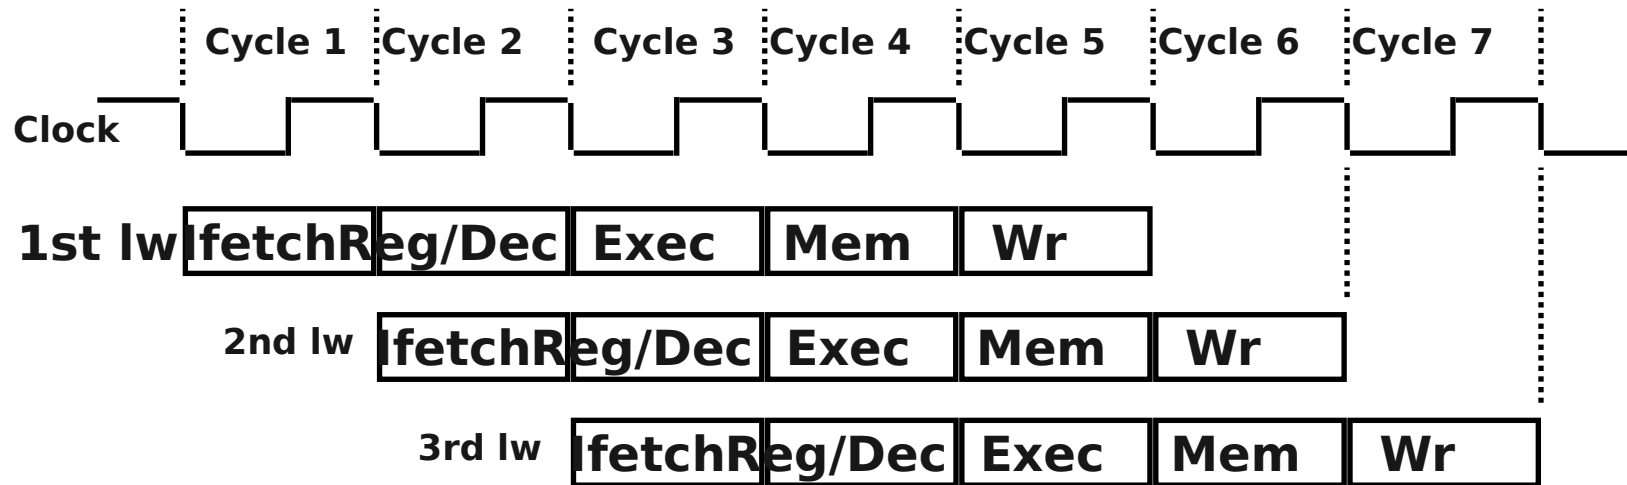 Cycle 1 Cycle 2 Cycle 3 Cycle 4 Cycle 5 Cycle 6 Cycle 7
Clock
1st lw Ifetch Reg/Dec Exec Mem Wr
2nd lw Ifetch Reg/Dec Exec Mem Wr
3rd lw Ifetch Reg/Dec Exec Mem Wr